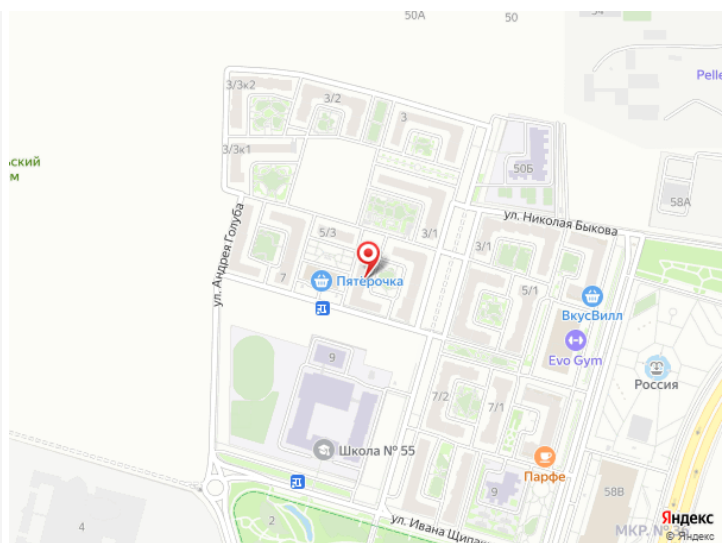 50А
50
Pelle
3/3к2
3/2
3
ьский
м
3/3к1
50Б
58А
ул. Николая Быкова
ул. Андрея Голуба
5/3
3/1
3/1
7
Пятёрочка
5/1
ВкусВилл
Evo Gym
9
Россия
7/2
7/1
Школа № 55
Парфе
9
58В
2
4
ул. Ивана Щипа
МКР. № 36
Яндекс
© Яндекс